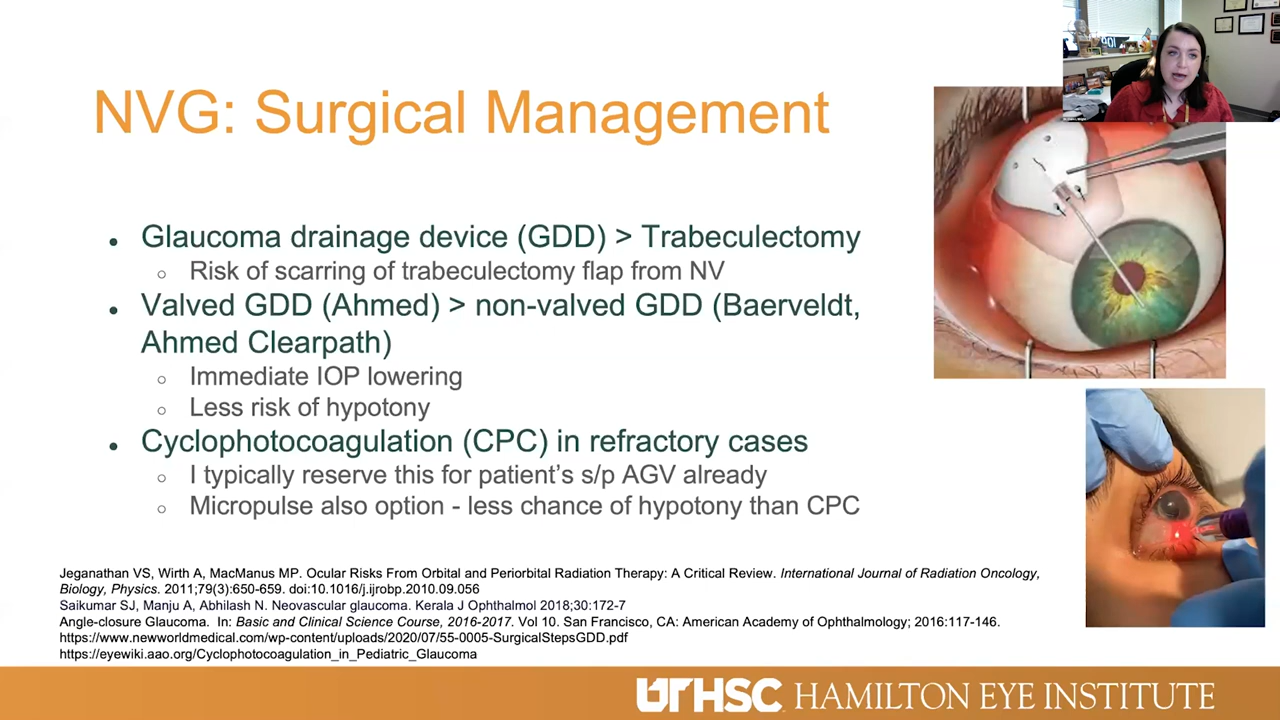 NVG: Surgical Management
• Glaucoma drainage device (GDD) > Trabeculectomy
○ Risk of scarring of trabeculectomy flap from NV
• Valved GDD (Ahmed) > non-valved GDD (Baerveldt,
Ahmed Clearpath)
○ Immediate IOP lowering
○ Less risk of hypotony
• Cyclophotocoagulation (CPC) in refractory cases
○ I typically reserve this for patient’s s/p AGV already
○ Micropulse also option - less chance of hypotony than CPC
Jeganathan VS, Wirth A, MacManus MP. Ocular Risks From Orbital and Periorbital Radiation Therapy: A Critical Review. International Journal of Radiation Oncology,
Biology, Physics. 2011;79(3):650-659. doi:10.1016/j.ijrobp.2010.09.056
Saikumar SJ, Manju A, Abhilash N. Neovascular glaucoma. Kerala J Ophthalmol 2018;30:172-7
Angle-closure Glaucoma. In: Basic and Clinical Science Course, 2016-2017. Vol 10. San Francisco, CA: American Academy of Ophthalmology; 2016:117-146.
https://www.newworldmedical.com/wp-content/uploads/2020/07/55-0005-SurgicalStepsGDD.pdf
https://eyewiki.aao.org/Cyclophotocoagulation_in_Pediatric_Glaucoma
UTHSC HAMILTON EYE INSTITUTE